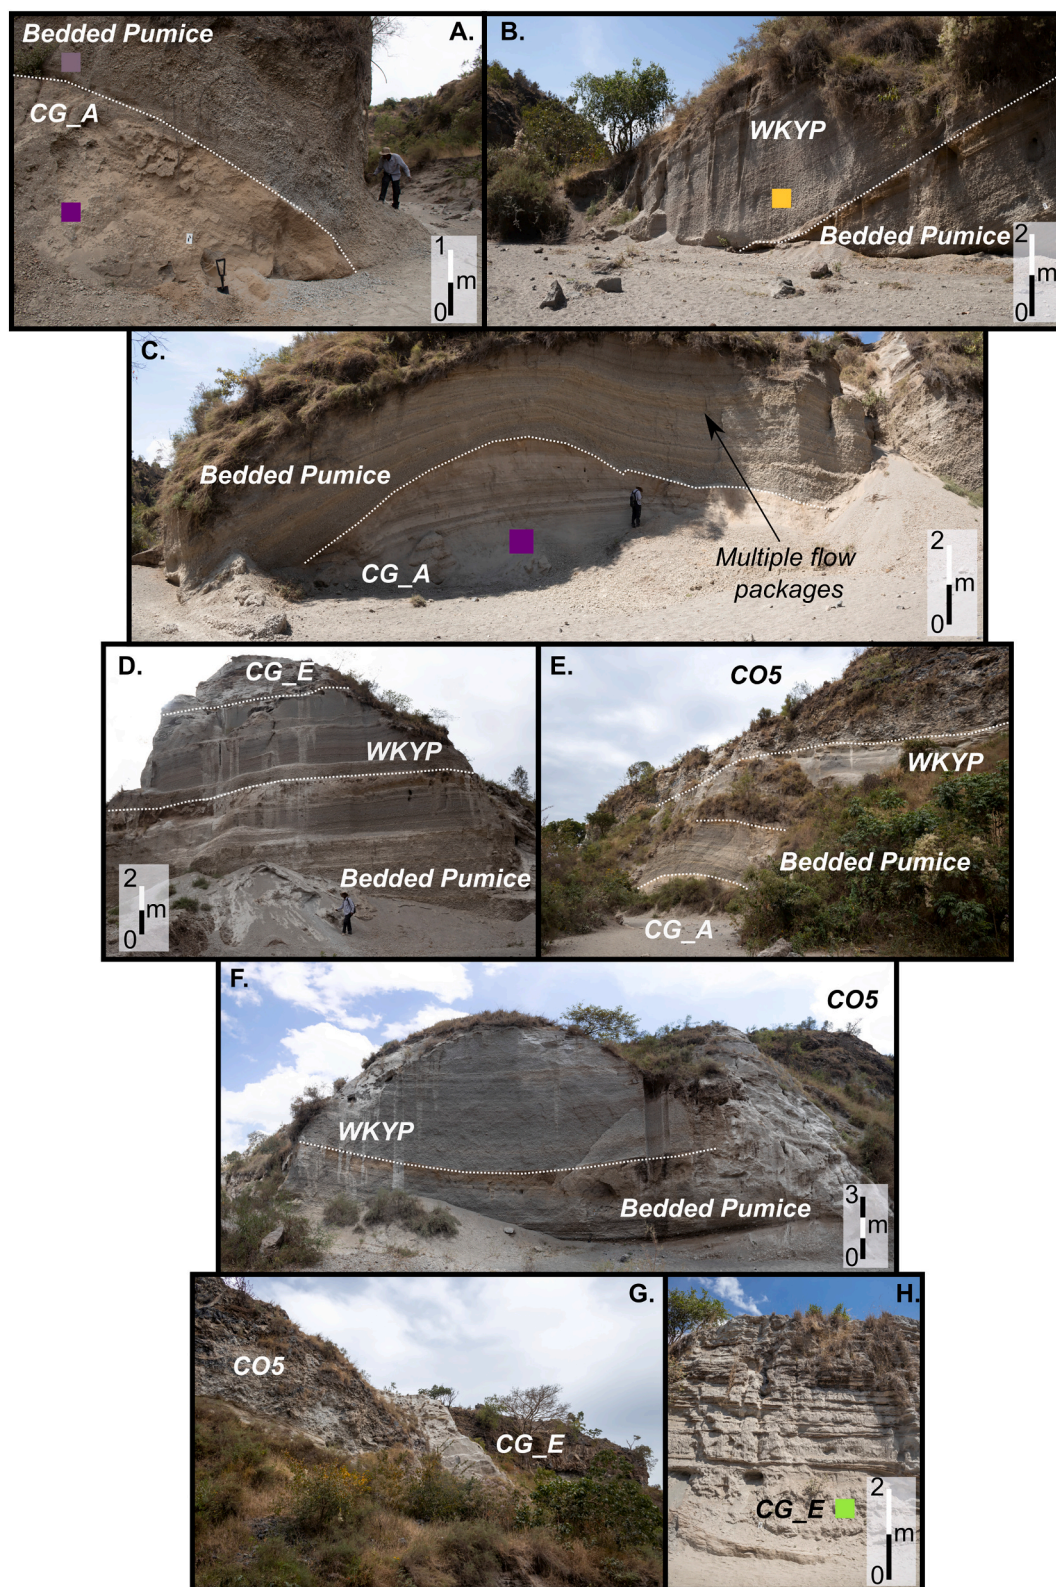 A.
Bedded Pumice
CG_A
1
m
0
B.
WKYP
Bedded Pumice
2
m
0
C.
Bedded Pumice
CG_A
Multiple flow
packages
2
m
0
D.
CG_E
WKYP
Bedded Pumice
2
m
0
E.
CO5
WKYP
Bedded Pumice
CG_A
F.
CO5
WKYP
Bedded Pumice
3
m
0
G.
CO5
CG_E
H.
CG_E
2
m
0